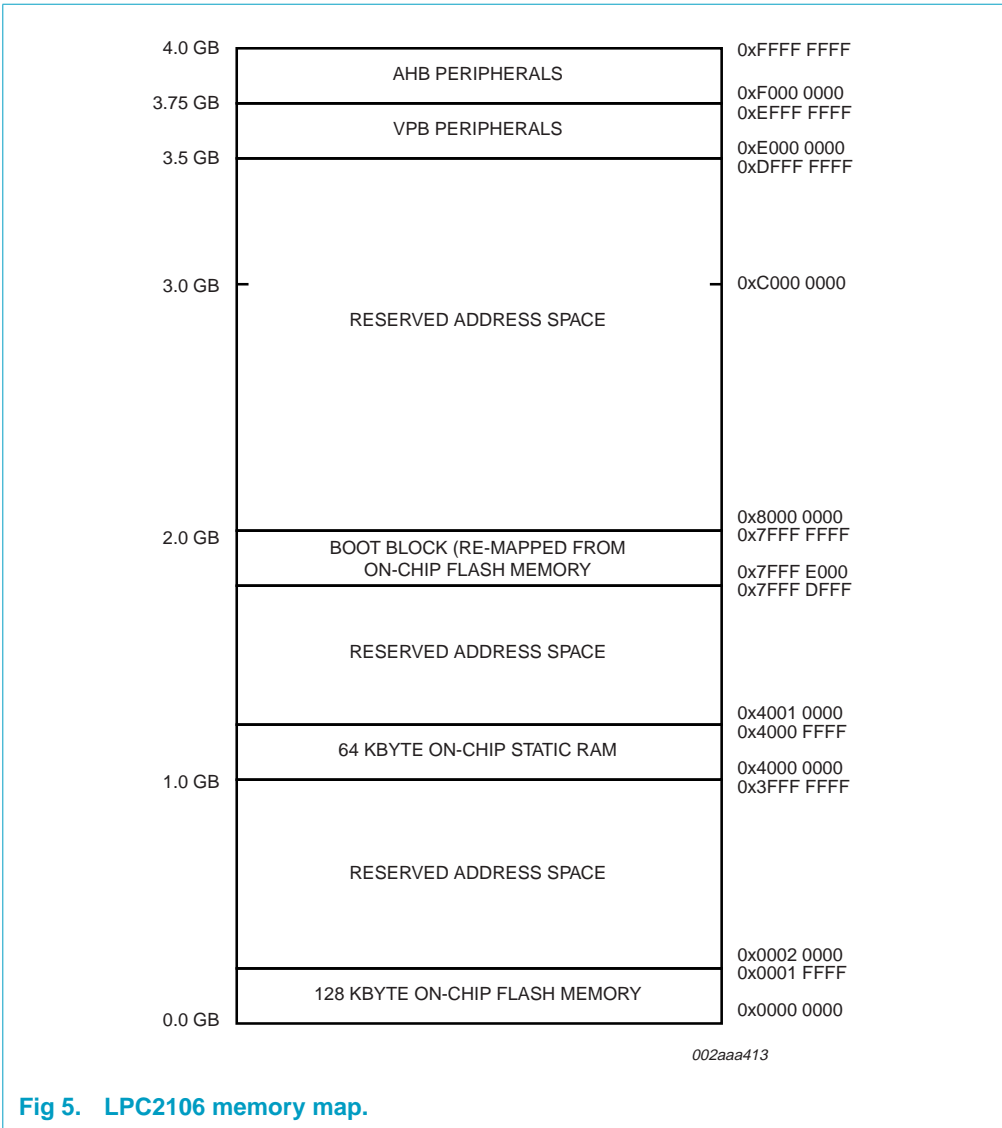 4.0 GB
0xFFFF FFFF
AHB PERIPHERALS
0xF000 0000
3.75 GB
0xEFFF FFFF
VPB PERIPHERALS
0xE000 0000
3.5 GB
0xDFFF FFFF
3.0 GB
0xC000 0000
RESERVED ADDRESS SPACE
0x8000 0000
2.0 GB
0x7FFF FFFF
BOOT BLOCK (RE-MAPPED FROM
ON-CHIP FLASH MEMORY
0x7FFF E000
0x7FFF DFFF
RESERVED ADDRESS SPACE
0x4001 0000
0x4000 FFFF
64 KBYTE ON-CHIP STATIC RAM
0x4000 0000
1.0 GB
0x3FFF FFFF
RESERVED ADDRESS SPACE
0x0002 0000
0x0001 FFFF
128 KBYTE ON-CHIP FLASH MEMORY
0x0000 0000
0.0 GB
002aaa413
Fig 5. LPC2106 memory map.